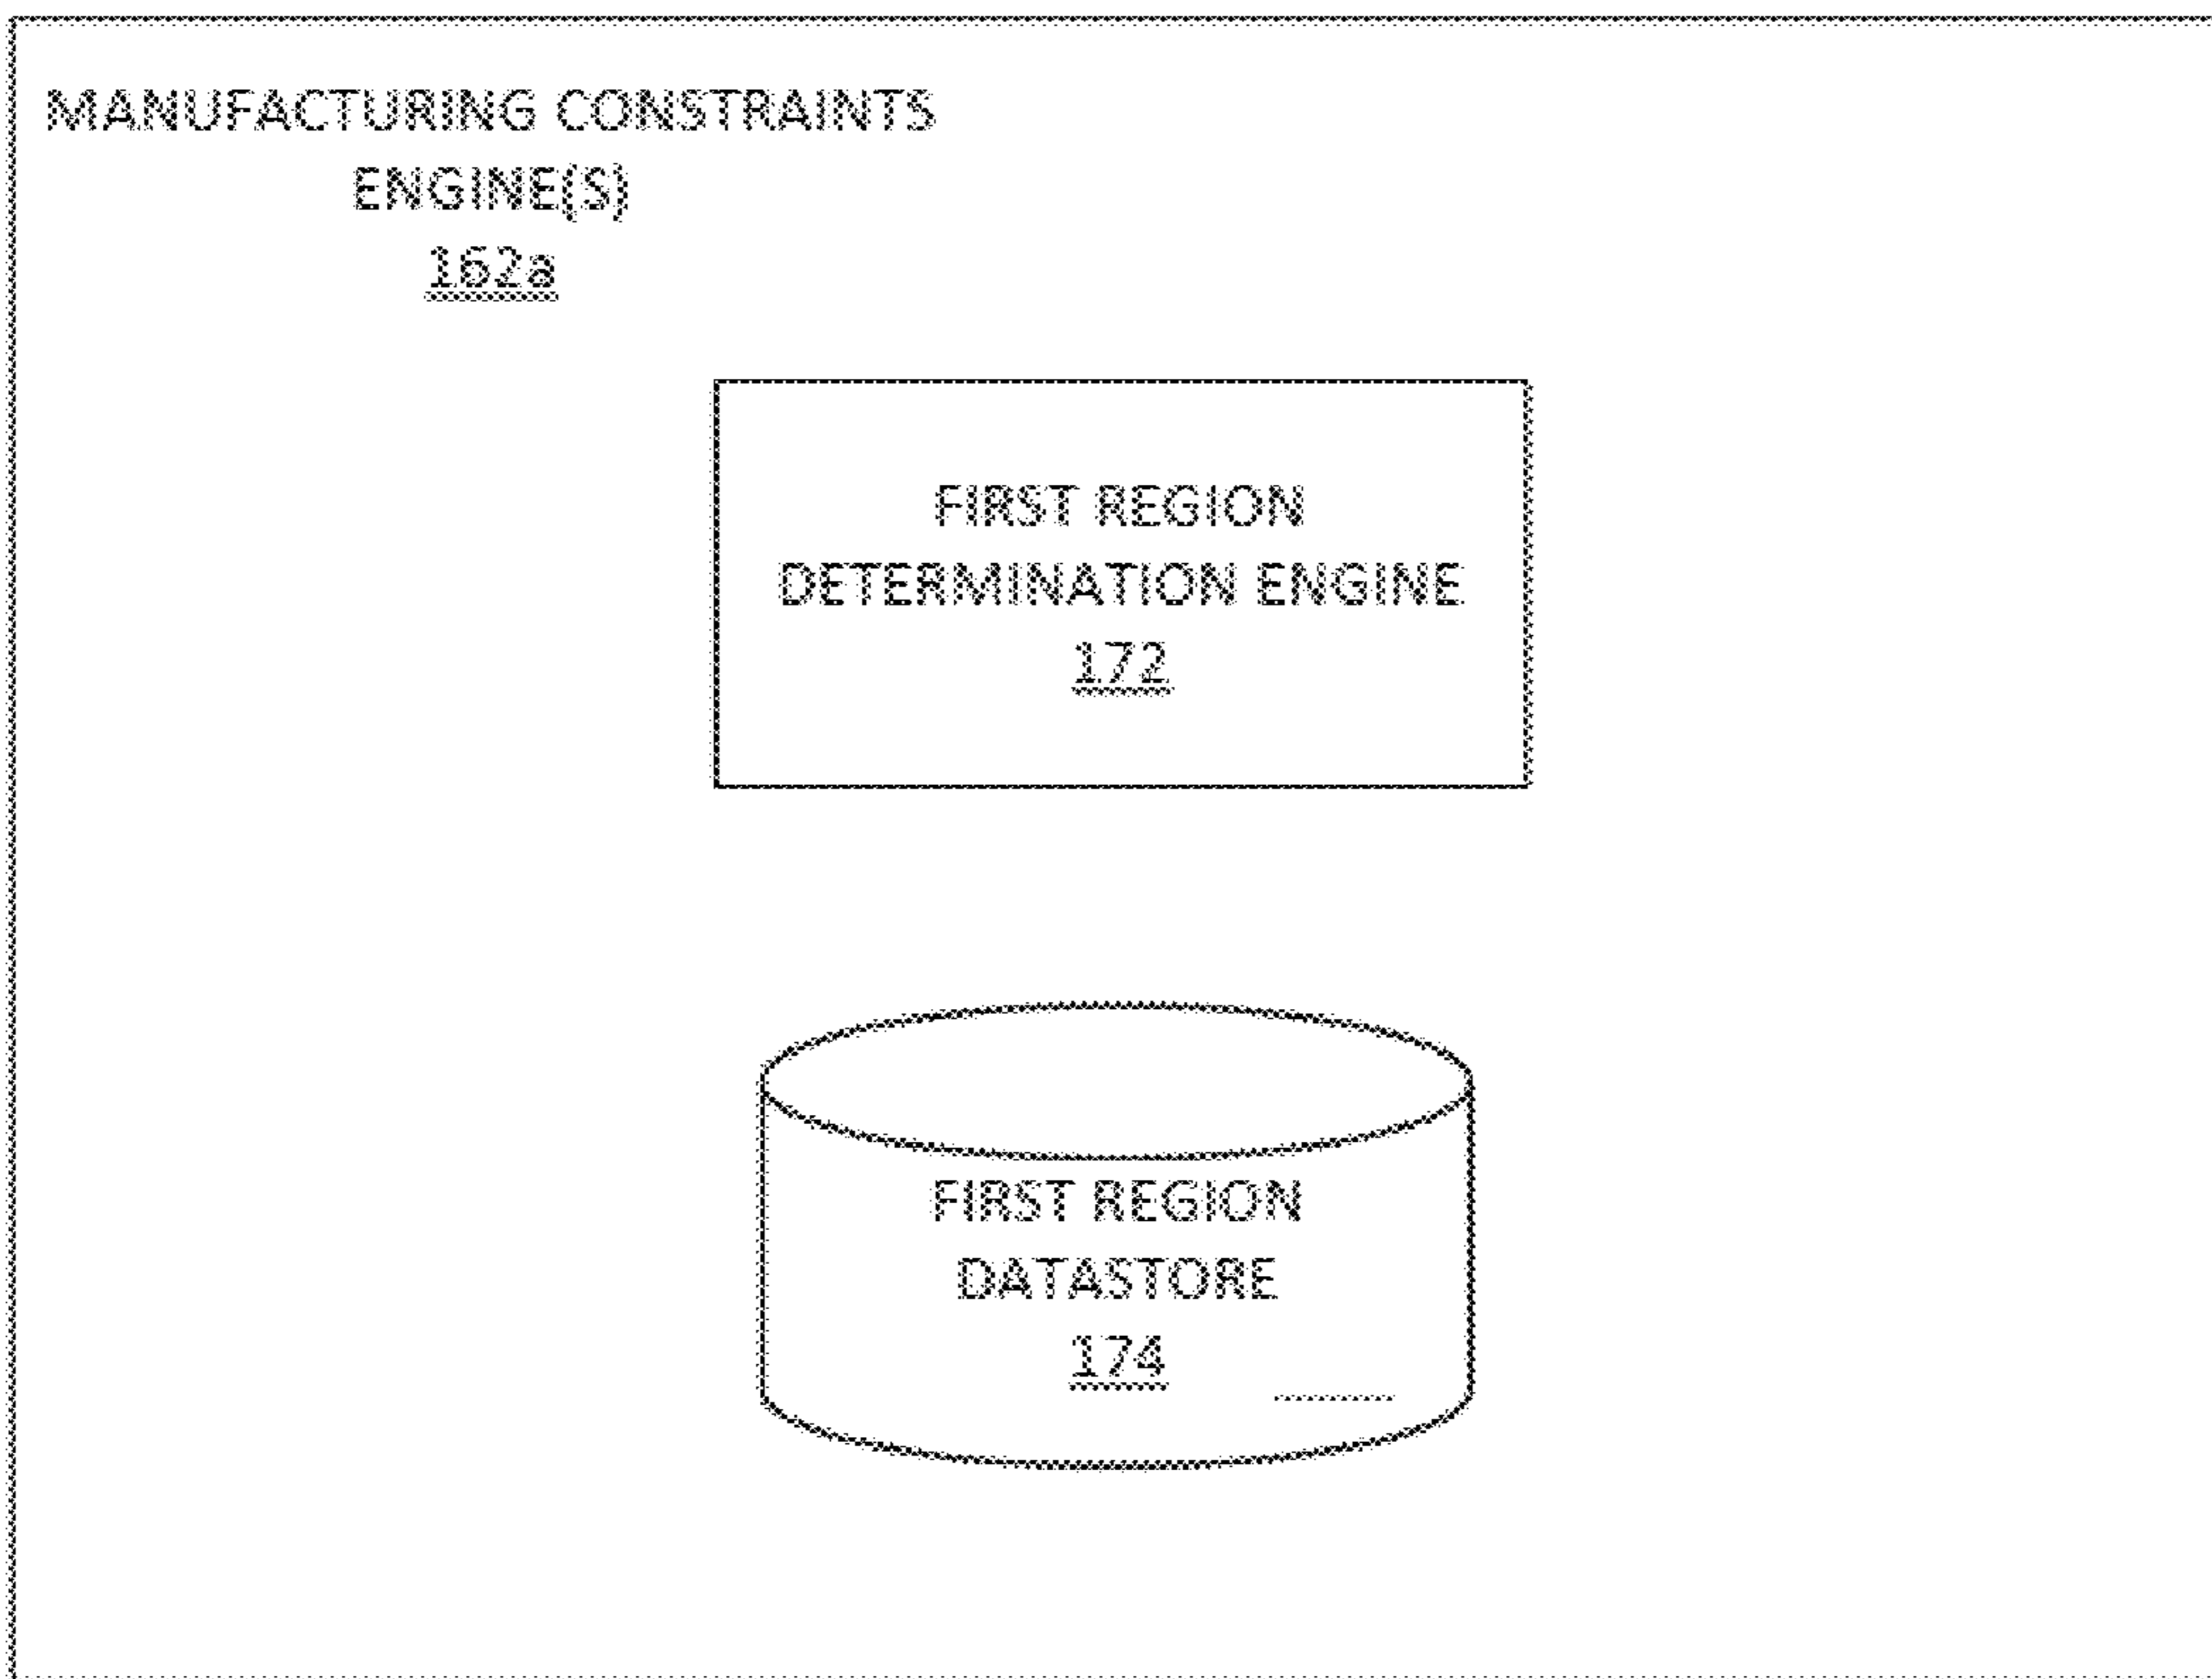 MANUFACTURING CONSTRAINTS
ENGINE(S)
162a
FIRST REGION
DETERMINATION ENGINE
172
FIRST REGION
DATASTORE
174